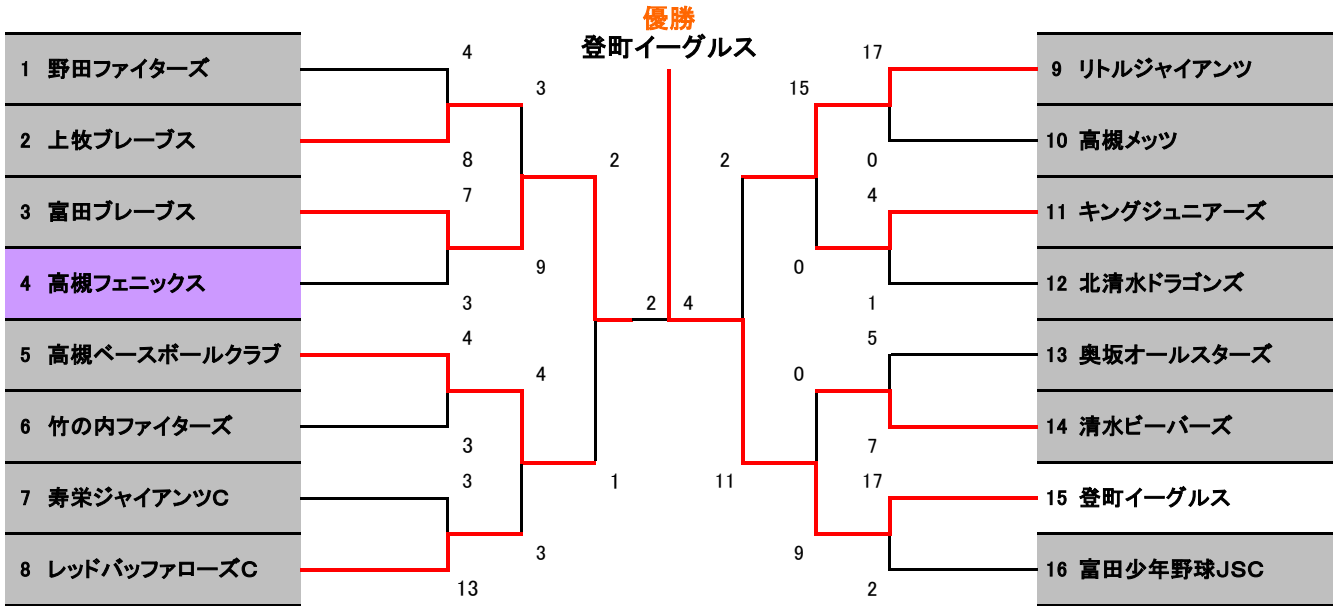 優勝
登町イーグルス
1 野田ファイターズ
2 上牧ブレーブス
3 富田ブレーブス
4 高槻フェニックス
5 高槻ベースボールクラブ
6 竹の内ファイターズ
7 寿栄ジャイアンツC
8 レッドバッファローズC
4
8
7
3
4
3
3
13
3
9
4
3
2
1
2
4
2
11
15
0
0
9
17
0
4
1
5
7
17
2
9 リトルジャイアンツ
10 高槻メッツ
11 キングジュニアーズ
12 北清水ドラゴンズ
13 奥坂オールスターズ
14 清水ビーバーズ
15 登町イーグルス
16 富田少年野球JSC